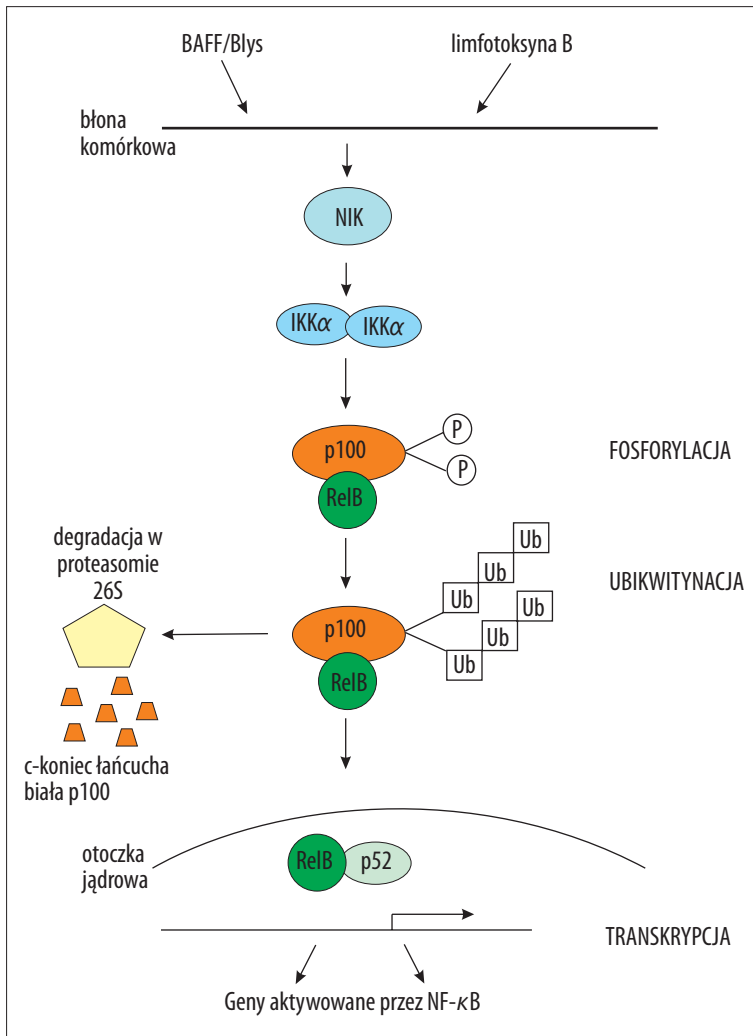 BAFF/Blys
limfotoksyna B
błona
komórkowa
NIK
IKKα
IKKα
p100
P
P
RelB
FOSFORYLACJA
degradacja w
proteasomie
26S
Ub
Ub
Ub
Ub
Ub
Ub
UBIKWITYNACJA
p100
RelB
c-koniec łańcucha
biała p100
otoczka
jądrowa
RelB
p52
TRANSKRYPCJA
Geny aktywowane przez NF-κB